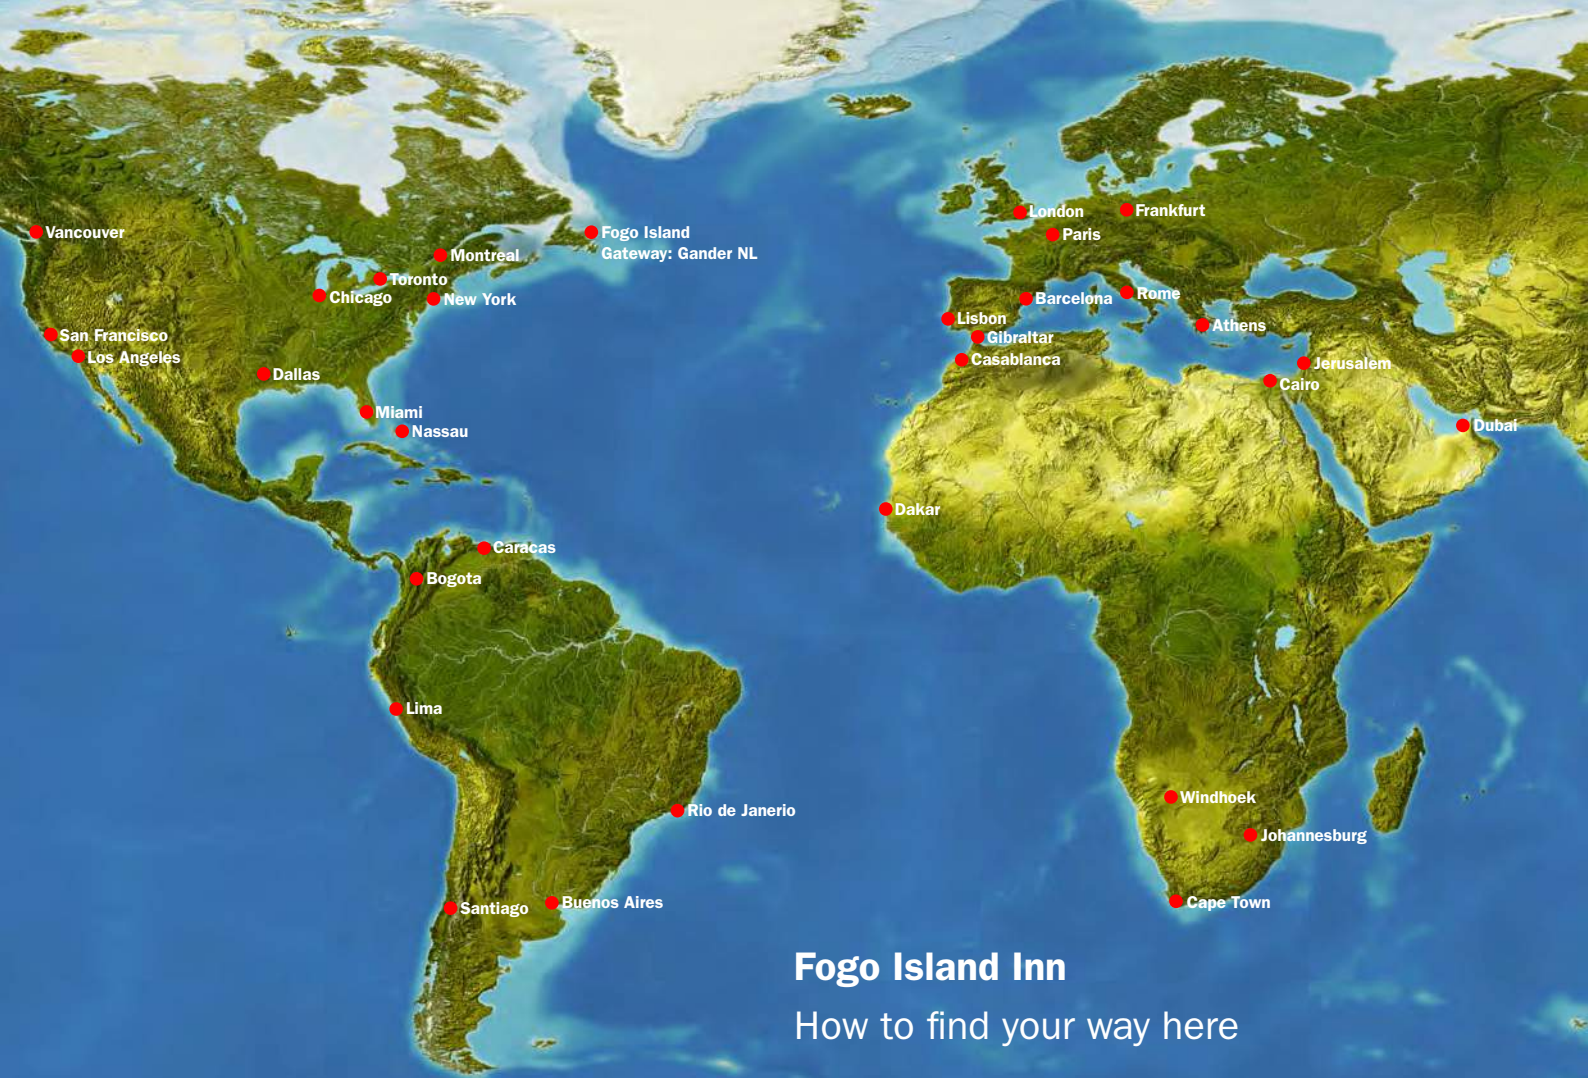 London
Frankfurt
Vancouver
Fogo Island
Paris
Gateway: Gander NL
Montreal
Toronto
Chicago
New York
Barcelona
Rome
Lisbon
Athens
San Francisco
Gibraltar
Los Angeles
Casablanca
Jerusalem
Dallas
Cairo
Miami
Nassau
Dubai
Dakar
Caracas
Bogota
Lima
Windhoek
Rio de Janerio
Johannesburg
Santiago
Buenos Aires
Cape Town
Fogo Island Inn
How to find your way here